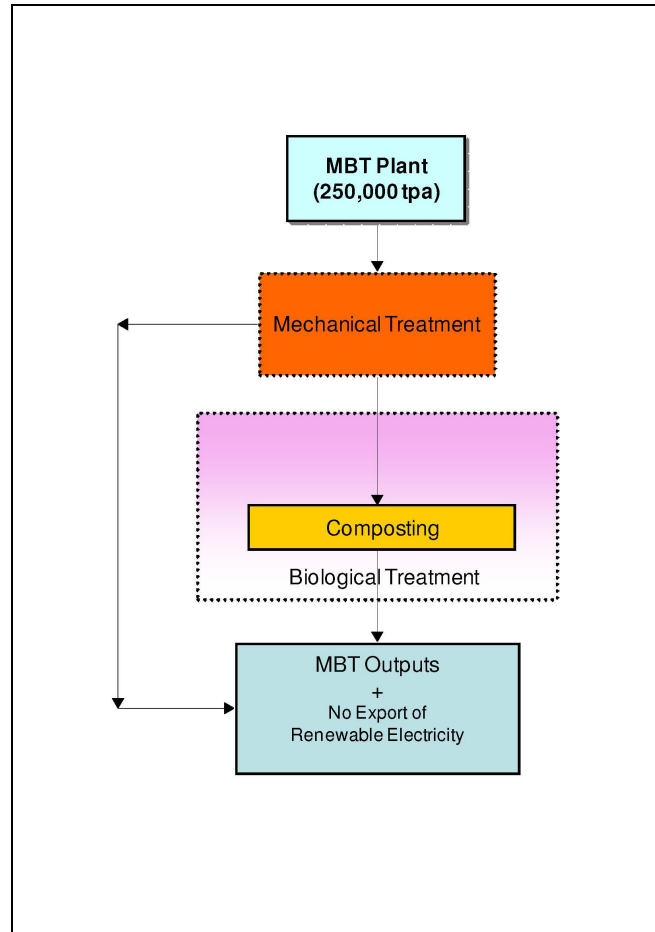 MBT Plant
(250,000 tpa)
Mechanical Treatment
Composting
Biological Treatment
MBT Outputs
+
No Export of
Renewable Electricity